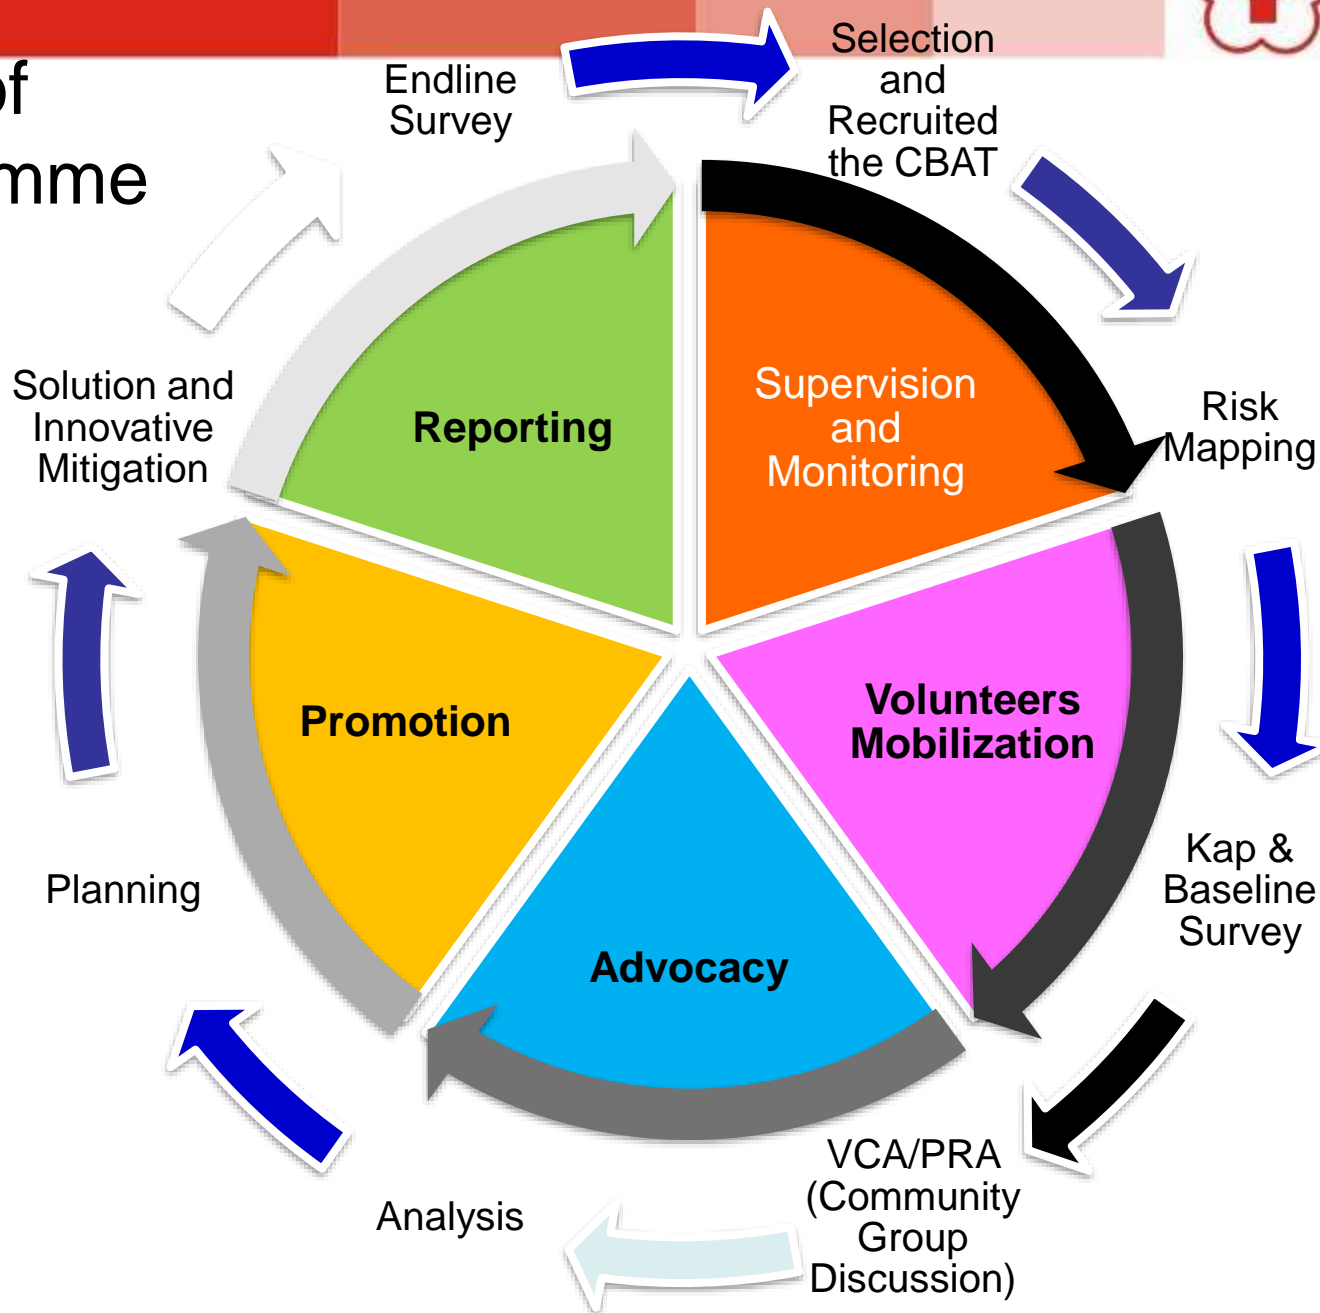 of
mme
Endline
Survey
Selection
and
Recruited
the CBAT
Risk
Mapping
Kap &
Baseline
Survey
VCA/PRA
(Community
Group
Discussion)
Analysis
Planning
Solution and
Innovative
Mitigation
Reporting
Supervision
and
Monitoring
Volunteers
Mobilization
Advocacy
Promotion